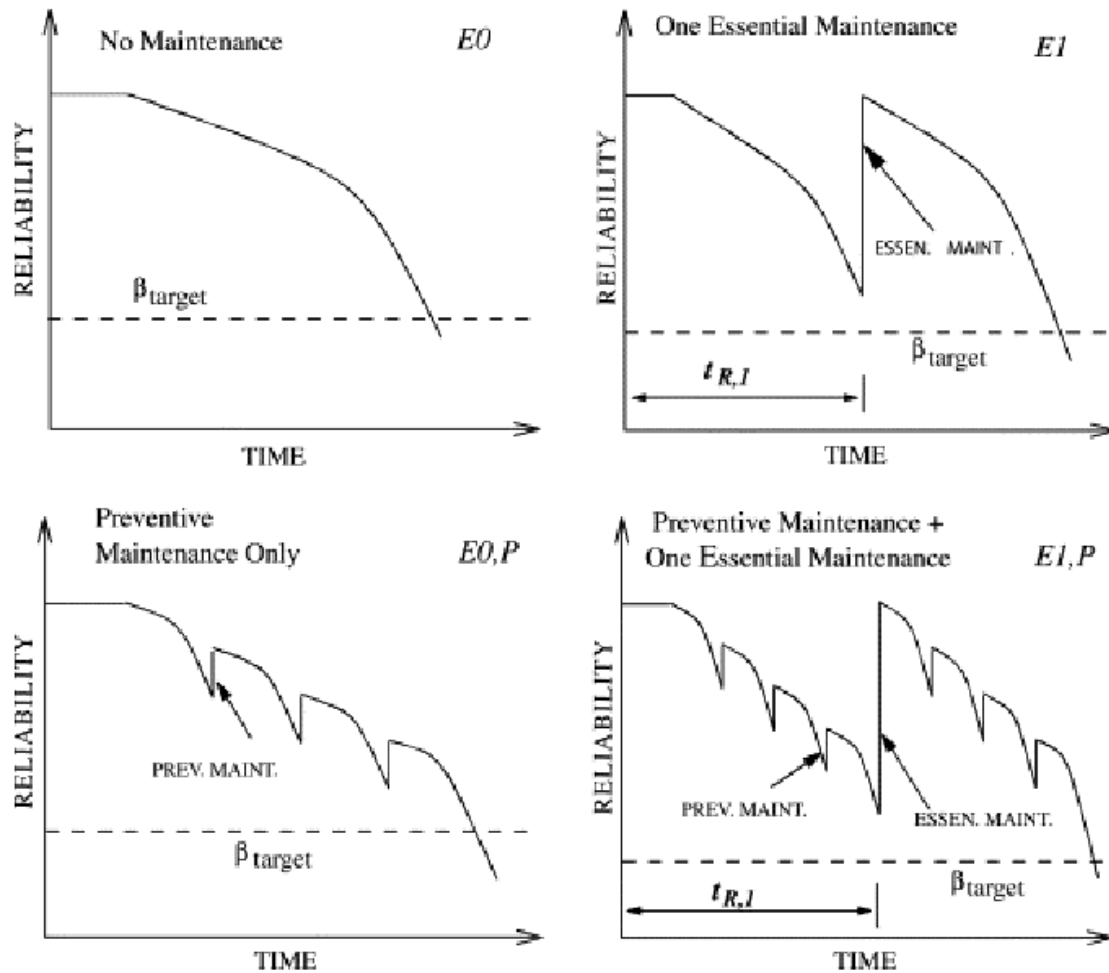 No Maintenance
E0
RELIABILITY
βtarget
TIME
One Essential Maintenance
E1
RELIABILITY
ESSEN. MAINT .
βtarget
tR,1
TIME
Preventive
Maintenance Only
E0,P
RELIABILITY
PREV. MAINT.
βtarget
TIME
Preventive Maintenance +
One Essential Maintenance
E1,P
RELIABILITY
PREV. MAINT.
ESSEN. MAINT.
βtarget
tR,1
TIME